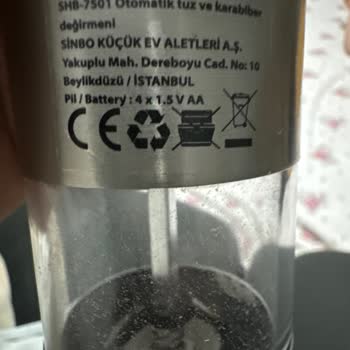 SHB-7501 Otomatik tuz ve karabiber
değirmeni
SİNBO KÜÇÜK EV ALETLERİ A.Ş.
Yakuplu Mah. Dereboyu Cad. No: 10
Beylikdüzü / İSTANBUL
Pil / Battery : 4 x 1.5 V AA
CE